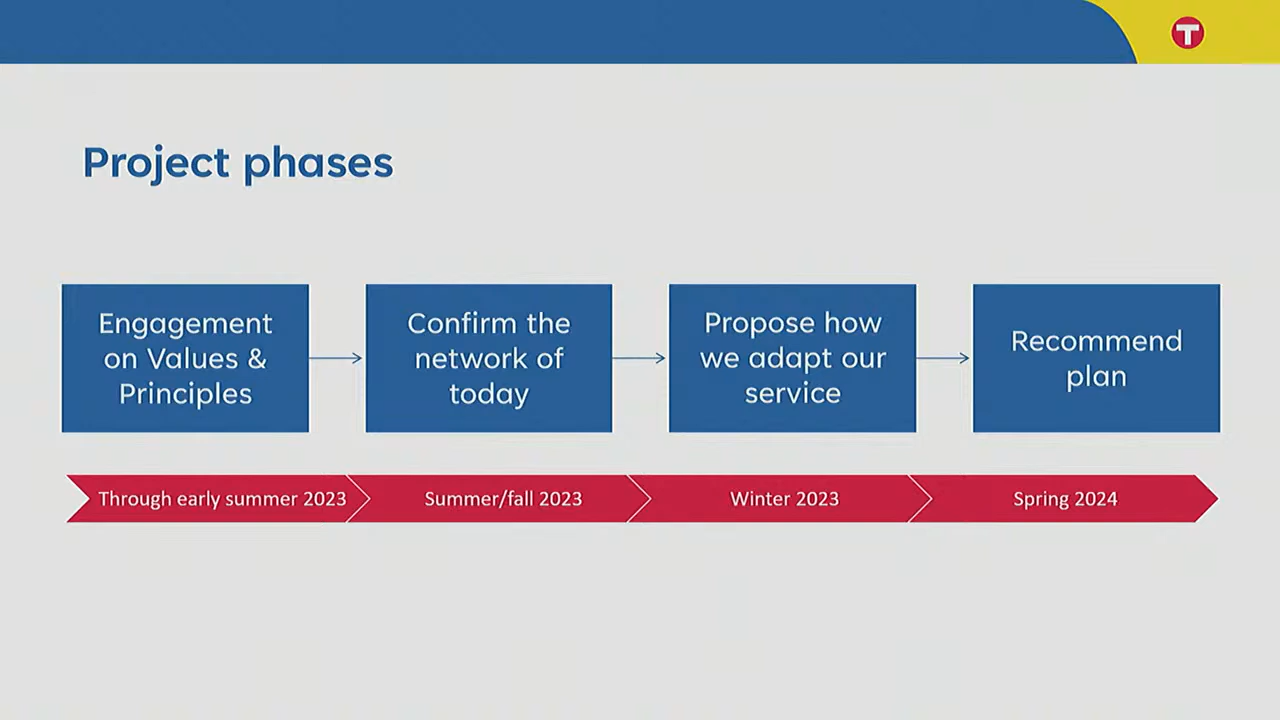 T
Project phases
Engagement
on Values &
Principles
Confirm the
network of
today
Propose how
we adapt our
service
Recommend
plan
Through early summer 2023
Summer/fall 2023
Winter 2023
Spring 2024